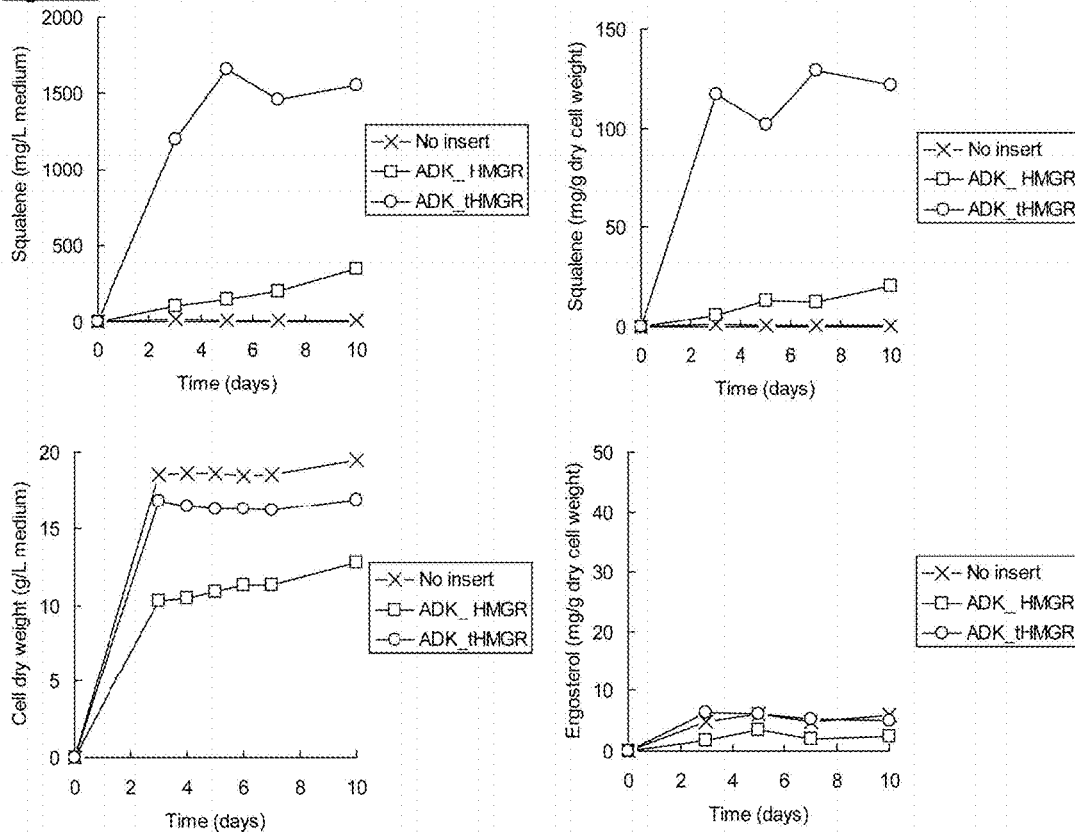 Squalene (mg/L medium)
2000
1500
1000
500
0
0 2 4 6 8 10
Time (days)
No insert
ADK_ HMGR
ADK_tHMGR
Squalene (mg/g dry cell weight)
150
100
50
0
0 2 4 6 8 10
Time (days)
No insert
ADK_ HMGR
ADK_tHMGR
Cell dry weight (g/L medium)
20
15
10
5
0
0 2 4 6 8 10
Time (days)
No insert
ADK_ HMGR
ADK_tHMGR
Ergosterol (mg/g dry cell weight)
50
40
30
20
10
0
0 2 4 6 8 10
Time (days)
No insert
ADK_ HMGR
ADK_tHMGR